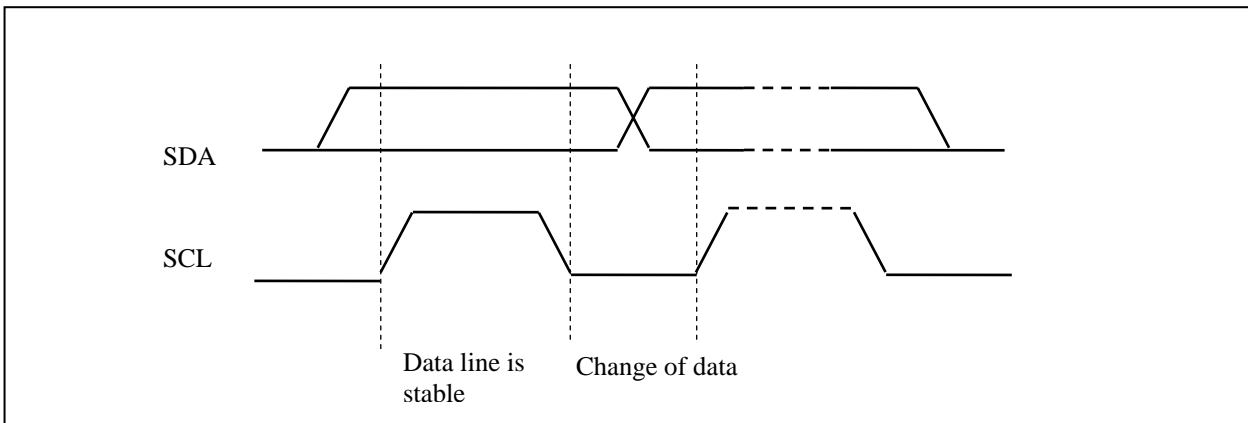 SDA
SCL
Data line is
stable
Change of data